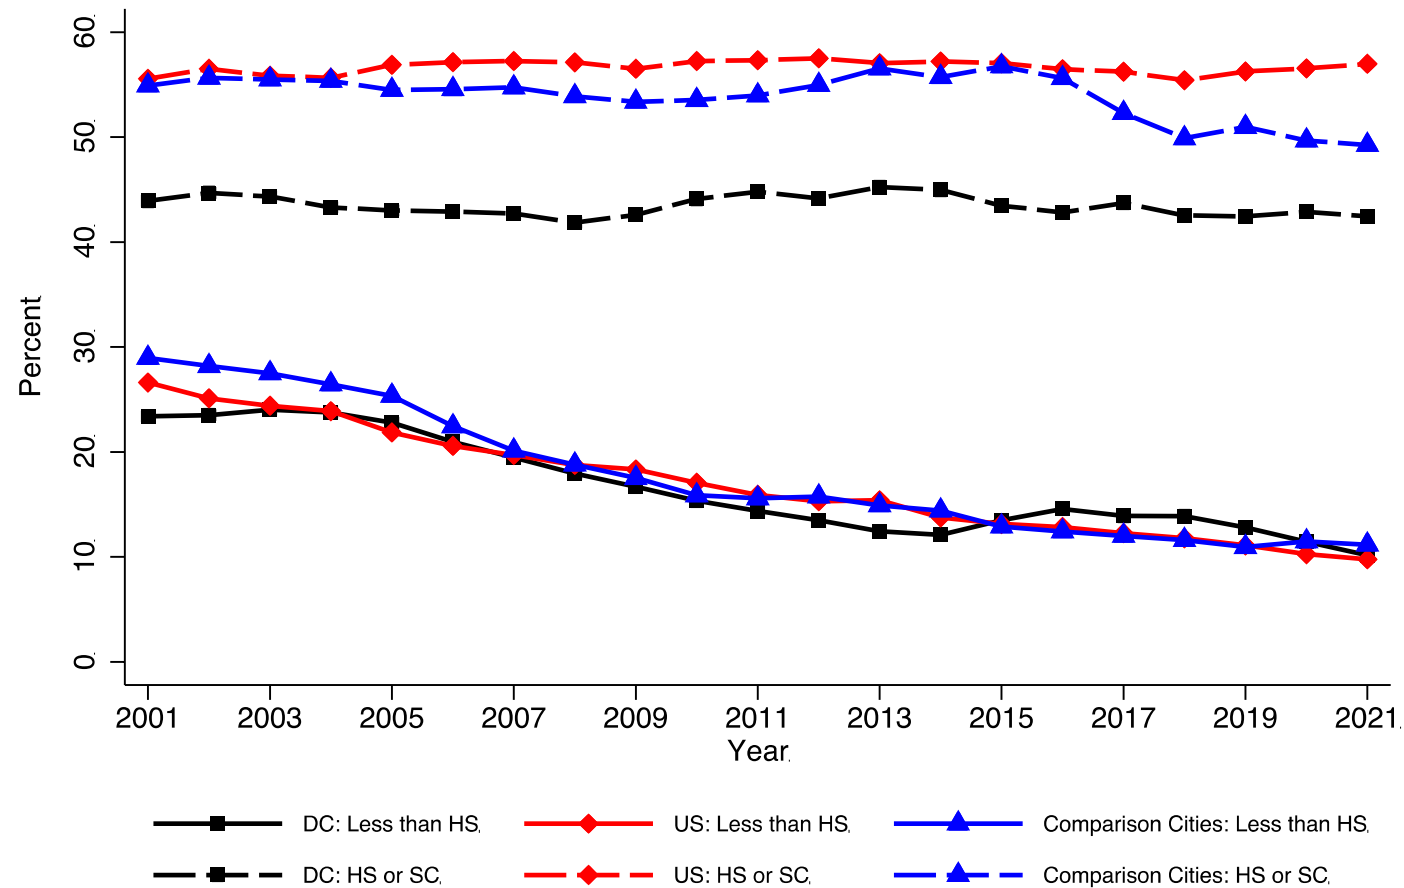 60
50
40
30
20
10
0
Percent
2001 2003 2005 2007 2009 2011 2013 2015 2017 2019 2021
Year
DC: Less than HS US: Less than HS Comparison Cities: Less than HS
DC: HS or SC US: HS or SC Comparison Cities: HS or SC